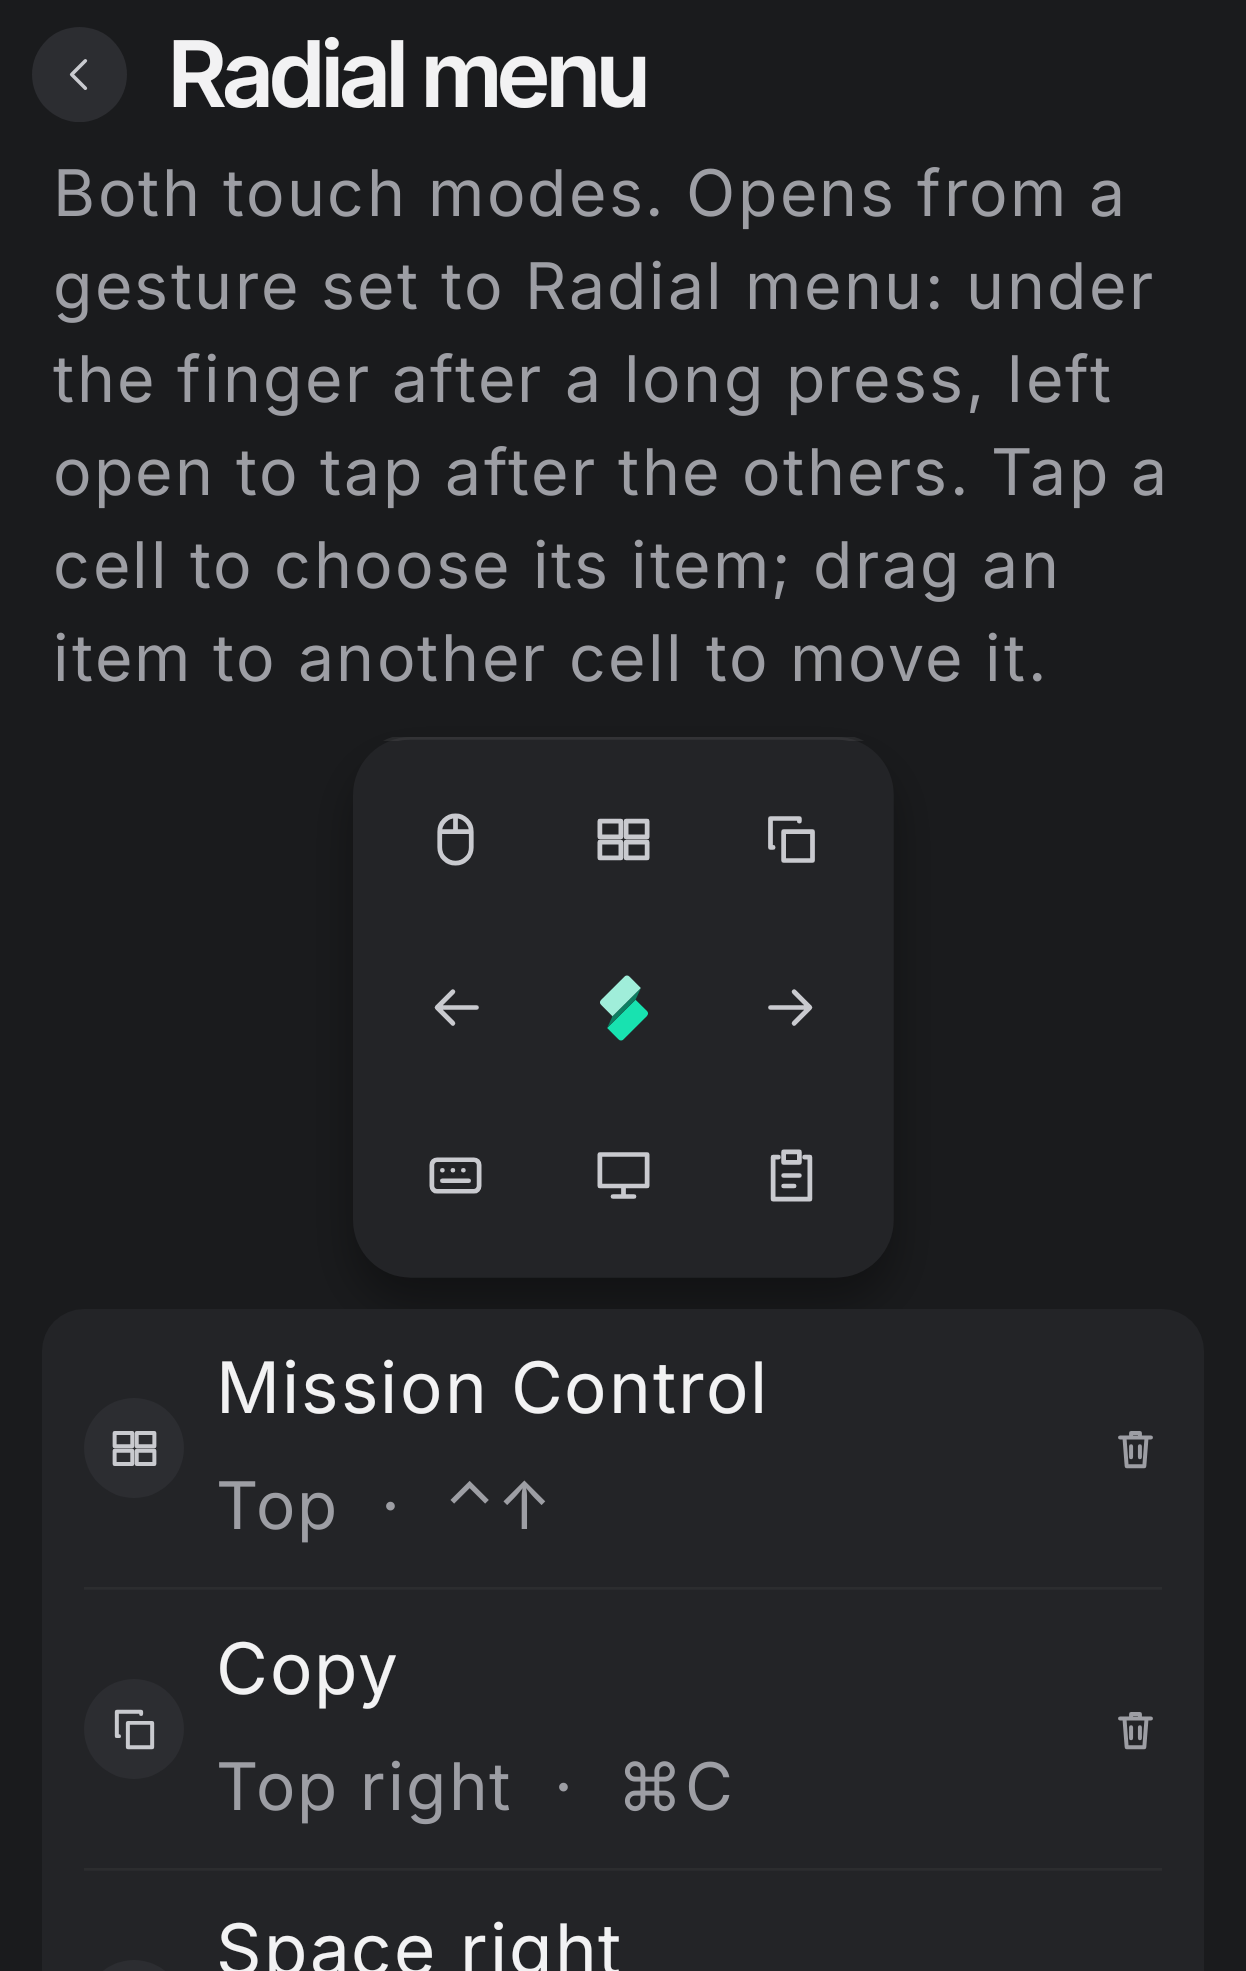 Radial menu
Both touch modes. Opens from a
gesture set to Radial menu: under
the finger after a long press, left
open to tap after the others. Tap a
cell to choose its item; drag an
item to another cell to move it.
Mission Control
Top · ^↑
Copy
Top right · ⌘C
Space right